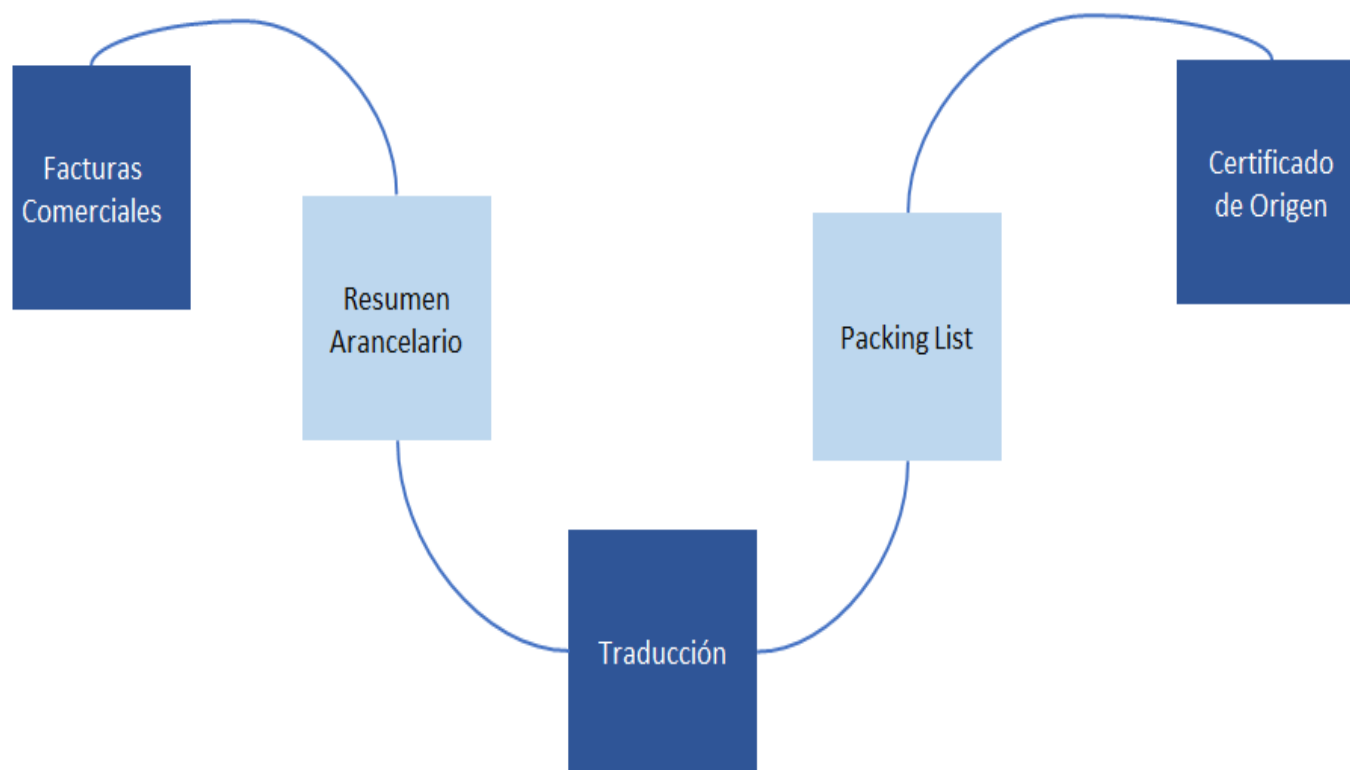 Facturas
Comerciales
Resumen
Arancelario
Traducción
Packing List
Certificado
de Origen